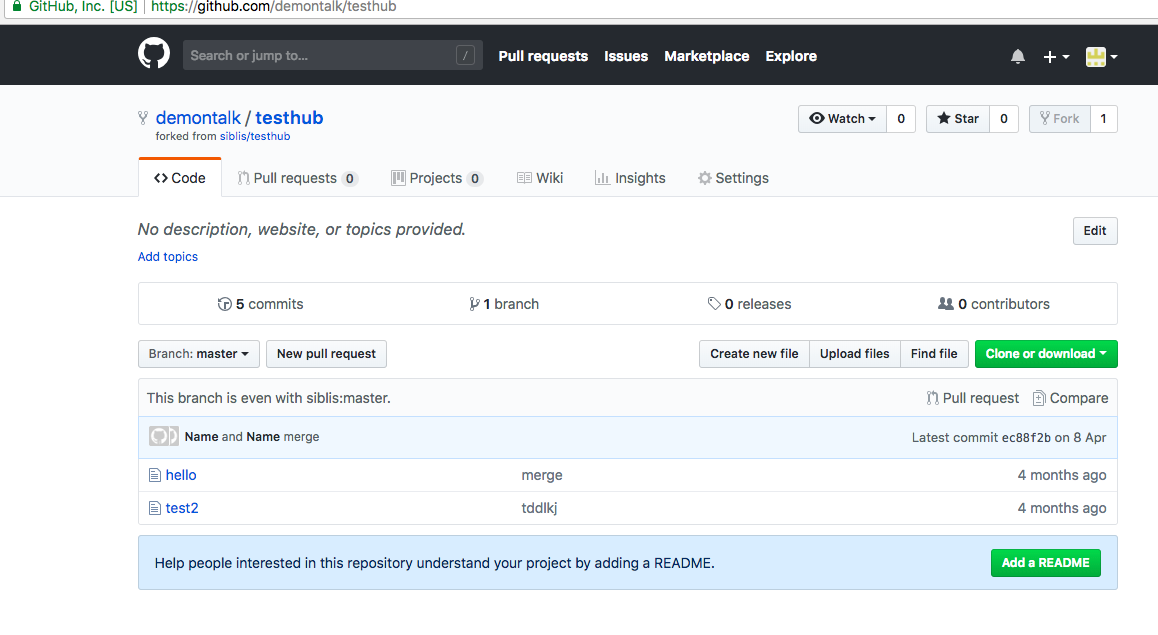 GitHub, Inc. [US] https://github.com/demontalk/testhub
Search or jump to... / Pull requests Issues Marketplace Explore
demontalk / testhub Watch 0 Star 0 Fork 1
forked from siblis/testhub
Code Pull requests 0 Projects 0 Wiki Insights Settings
No description, website, or topics provided. Edit
Add topics
5 commits 1 branch 0 releases 0 contributors
Branch: master New pull request Create new file Upload files Find file Clone or download
This branch is even with siblis:master. Pull request Compare
Name and Name merge Latest commit ec88f2b on 8 Apr
hello merge 4 months ago
test2 tddlkj 4 months ago
Help people interested in this repository understand your project by adding a README. Add a README